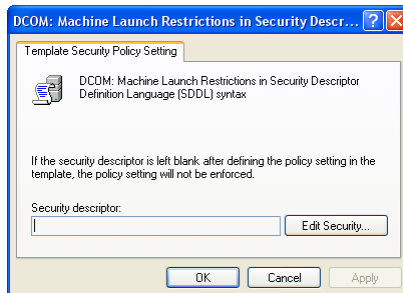 DCOM: Machine Launch Restrictions in Security Descr...
Template Security Policy Setting
DCOM: Machine Launch Restrictions in Security Descriptor
Definition Language (SDDL) syntax
If the security descriptor is left blank after defining the policy setting in the
template, the policy setting will not be enforced.
Security descriptor:
Edit Security...
OK Cancel Apply